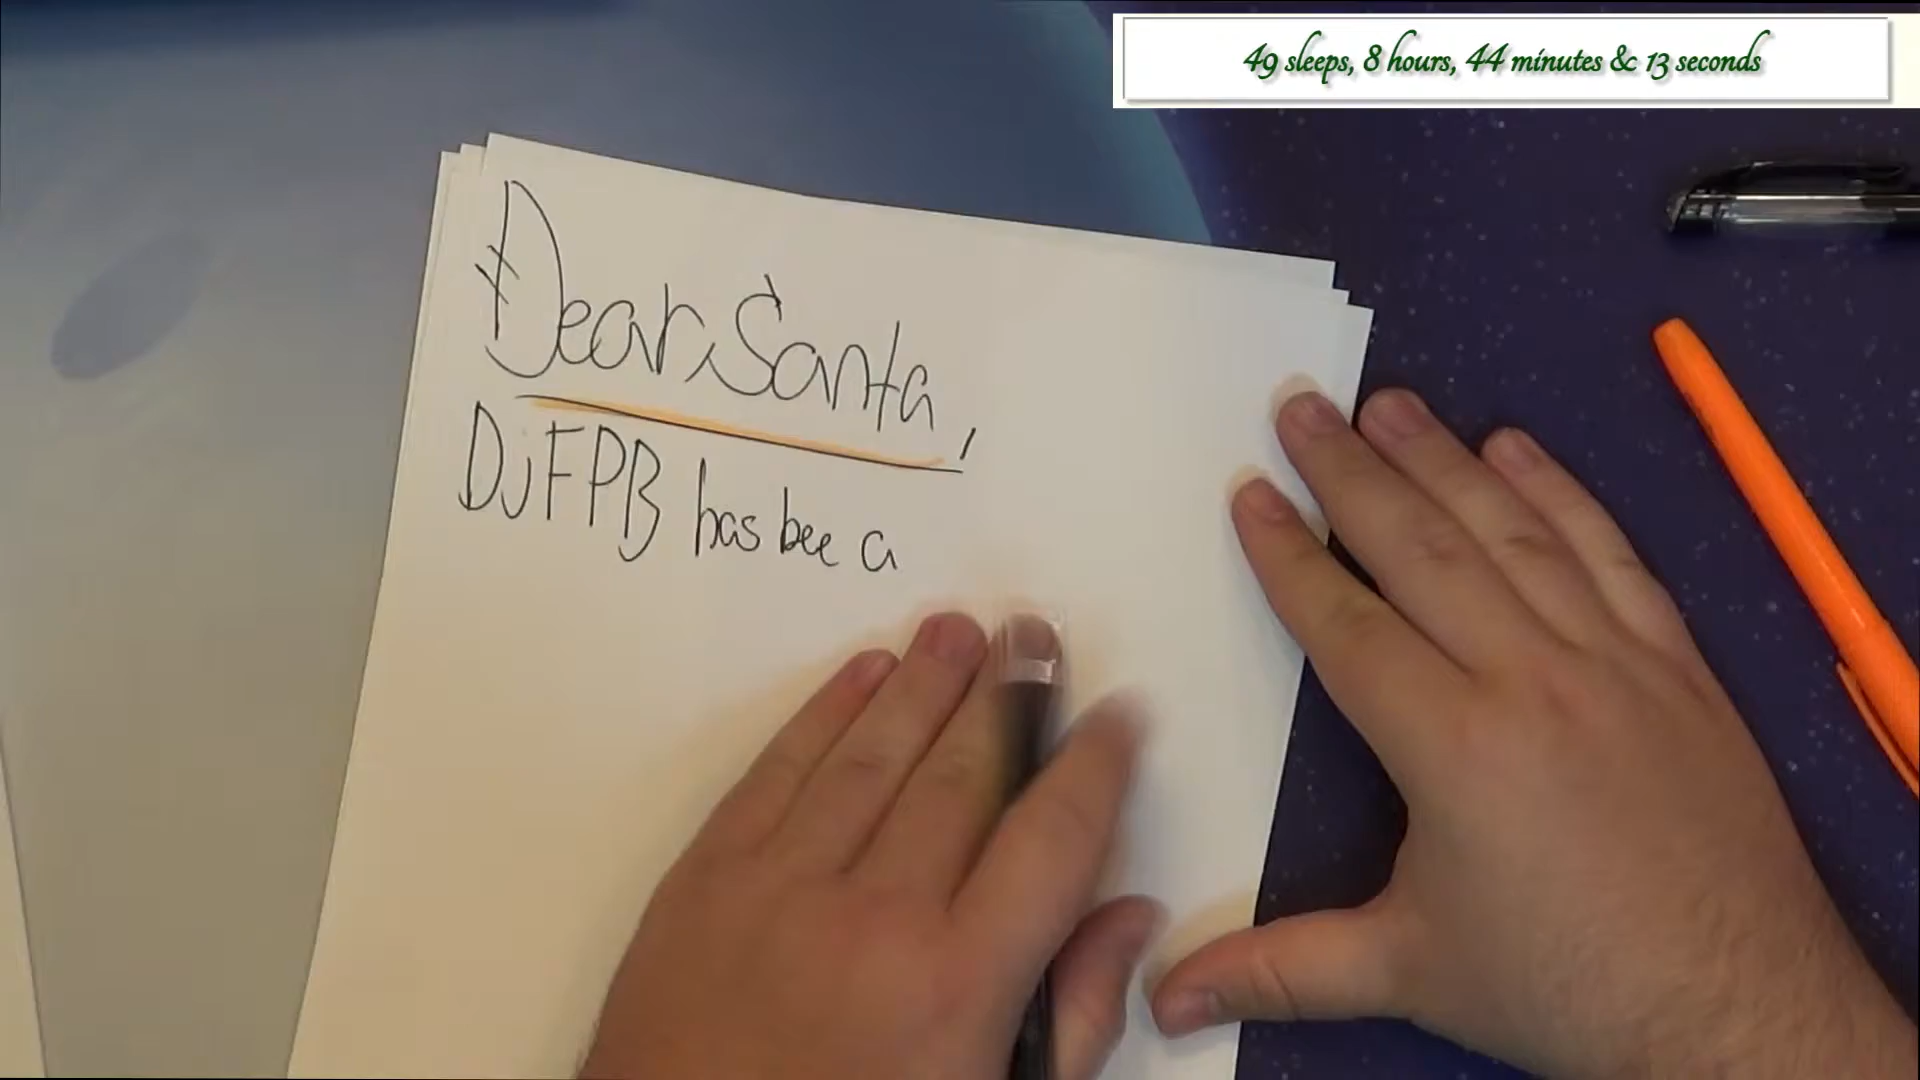 49 sleeps, 8 hours, 44 minutes & 13 seconds
Dear Santa,
DjFPB has bee a